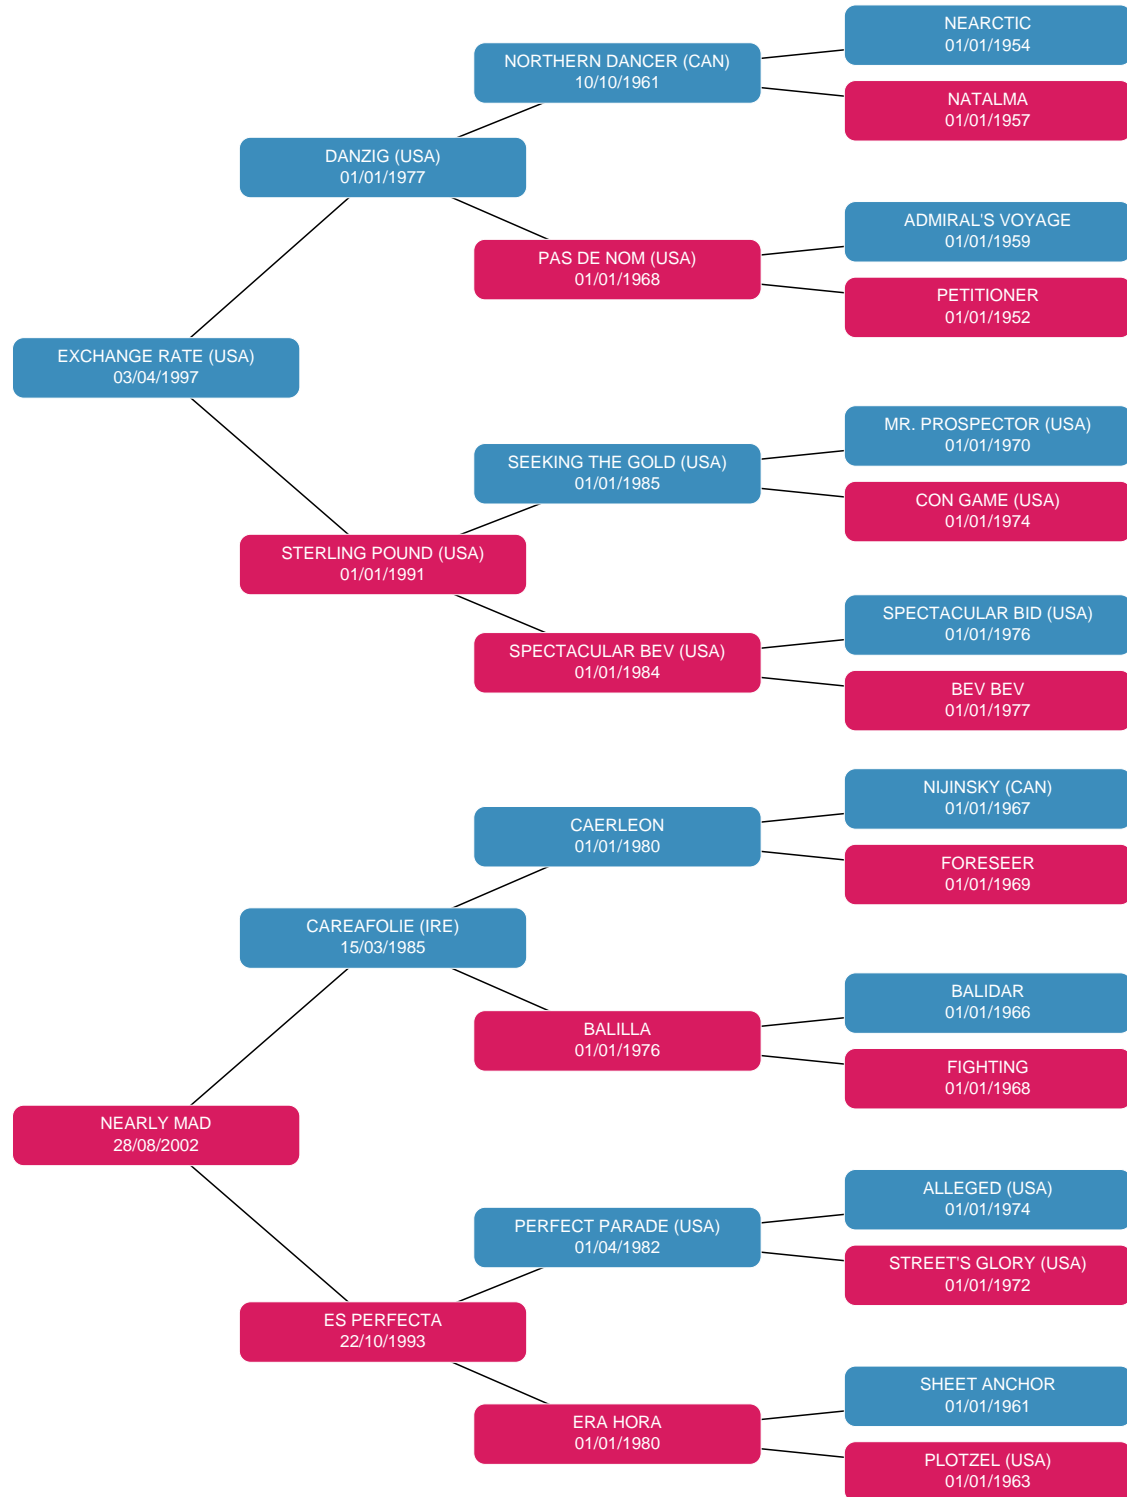 NEARCTIC
01/01/1954
NORTHERN DANCER (CAN)
10/10/1961
NATALMA
01/01/1957
DANZIG (USA)
01/01/1977
ADMIRAL'S VOYAGE
01/01/1959
PAS DE NOM (USA)
01/01/1968
PETITIONER
01/01/1952
EXCHANGE RATE (USA)
03/04/1997
MR. PROSPECTOR (USA)
01/01/1970
SEEKING THE GOLD (USA)
01/01/1985
CON GAME (USA)
01/01/1974
STERLING POUND (USA)
01/01/1991
SPECTACULAR BID (USA)
01/01/1976
SPECTACULAR BEV (USA)
01/01/1984
BEV BEV
01/01/1977
NIJINSKY (CAN)
01/01/1967
CAERLEON
01/01/1980
FORESEER
01/01/1969
CAREAFOLIE (IRE)
15/03/1985
BALIDAR
01/01/1966
BALILLA
01/01/1976
FIGHTING
01/01/1968
NEARLY MAD
28/08/2002
ALLEGED (USA)
01/01/1974
PERFECT PARADE (USA)
01/04/1982
STREET'S GLORY (USA)
01/01/1972
ES PERFECTA
22/10/1993
SHEET ANCHOR
01/01/1961
ERA HORA
01/01/1980
PLOTZEL (USA)
01/01/1963